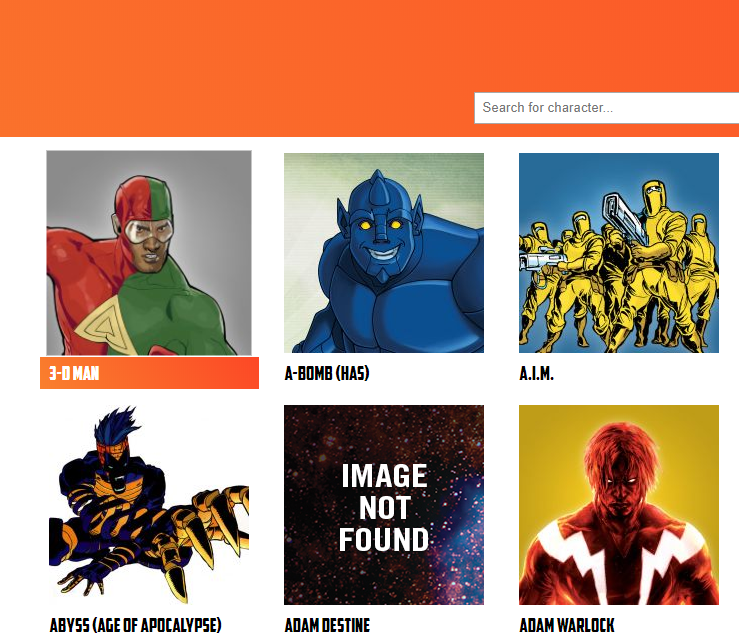 Search for character...
3-D MAN
A-BOMB (HAS)
A.I.M.
IMAGE
NOT
FOUND
ABYSS (AGE OF APOCALYPSE)
ADAM DESTINE
ADAM WARLOCK